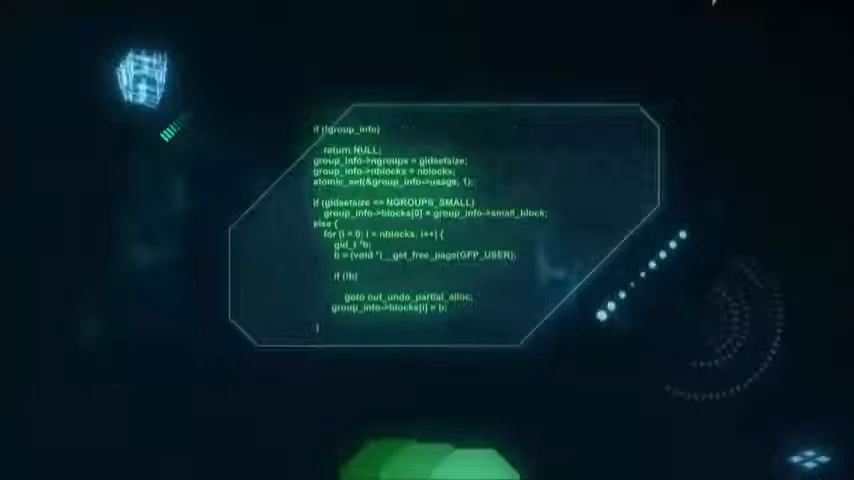 if (!group_info)
return NULL;
group_info->ngroups = gidsetsize;
group_info->nblocks = nblocks;
atomic_set(&group_info->usage, 1);
if (gidsetsize <= NGROUPS_SMALL)
group_info->blocks[0] = group_info->small_block;
else {
for (i = 0; i < nblocks; i++) {
gid_t *b;
b = (void *)__get_free_page(GFP_USER);
if (!b)
goto out_undo_partial_alloc;
group_info->blocks[i] = b;
}